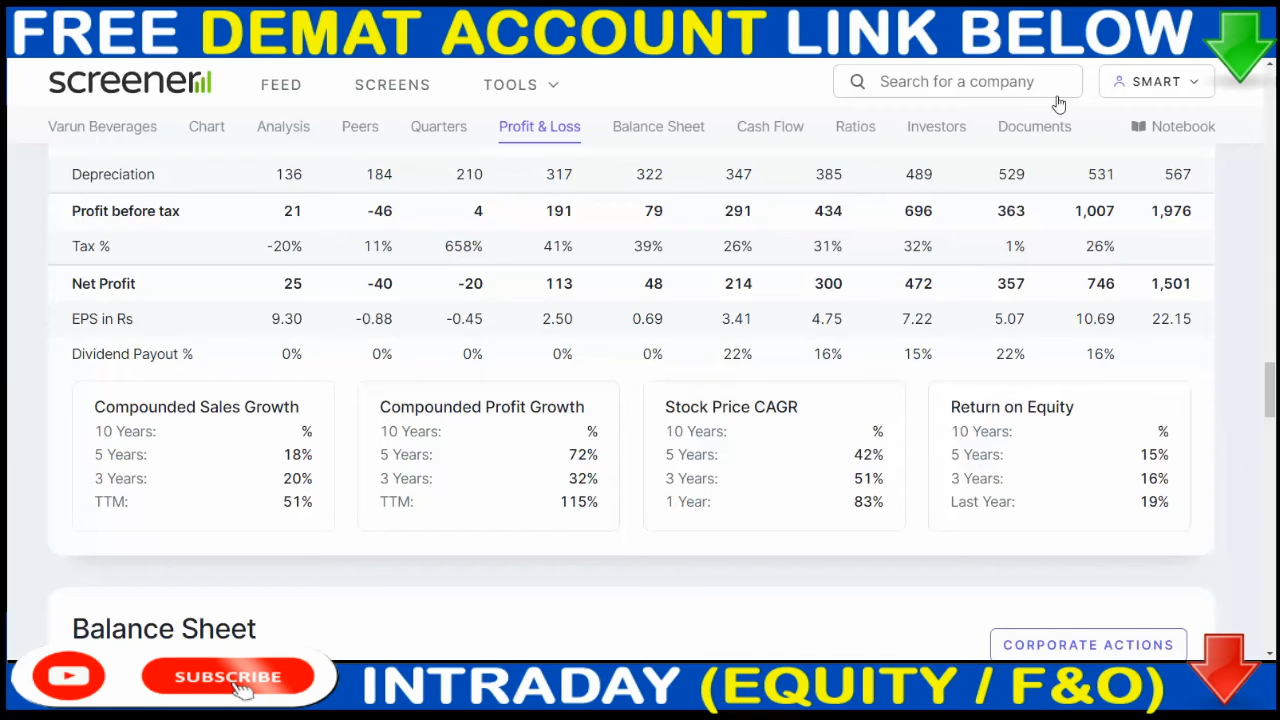 FREE DEMAT ACCOUNT LINK BELOW
screener FEED SCREENS TOOLS Search for a company SMART
Varun Beverages Chart Analysis Peers Quarters Profit & Loss Balance Sheet Cash Flow Ratios Investors Documents Notebook
Depreciation 136 184 210 317 322 347 385 489 529 531 567
Profit before tax 21 -46 4 191 79 291 434 696 363 1,007 1,976
Tax % -20% 11% 658% 41% 39% 26% 31% 32% 1% 26%
Net Profit 25 -40 -20 113 48 214 300 472 357 746 1,501
EPS in Rs 9.30 -0.88 -0.45 2.50 0.69 3.41 4.75 7.22 5.07 10.69 22.15
Dividend Payout % 0% 0% 0% 0% 0% 22% 16% 15% 22% 16%
Compounded Sales Growth
10 Years: %
5 Years: 18%
3 Years: 20%
TTM: 51%
Compounded Profit Growth
10 Years: %
5 Years: 72%
3 Years: 32%
TTM: 115%
Stock Price CAGR
10 Years: %
5 Years: 42%
3 Years: 51%
1 Year: 83%
Return on Equity
10 Years: %
5 Years: 15%
3 Years: 16%
Last Year: 19%
Balance Sheet
CORPORATE ACTIONS
SUBSCRIBE
INTRADAY (EQUITY / F&O)